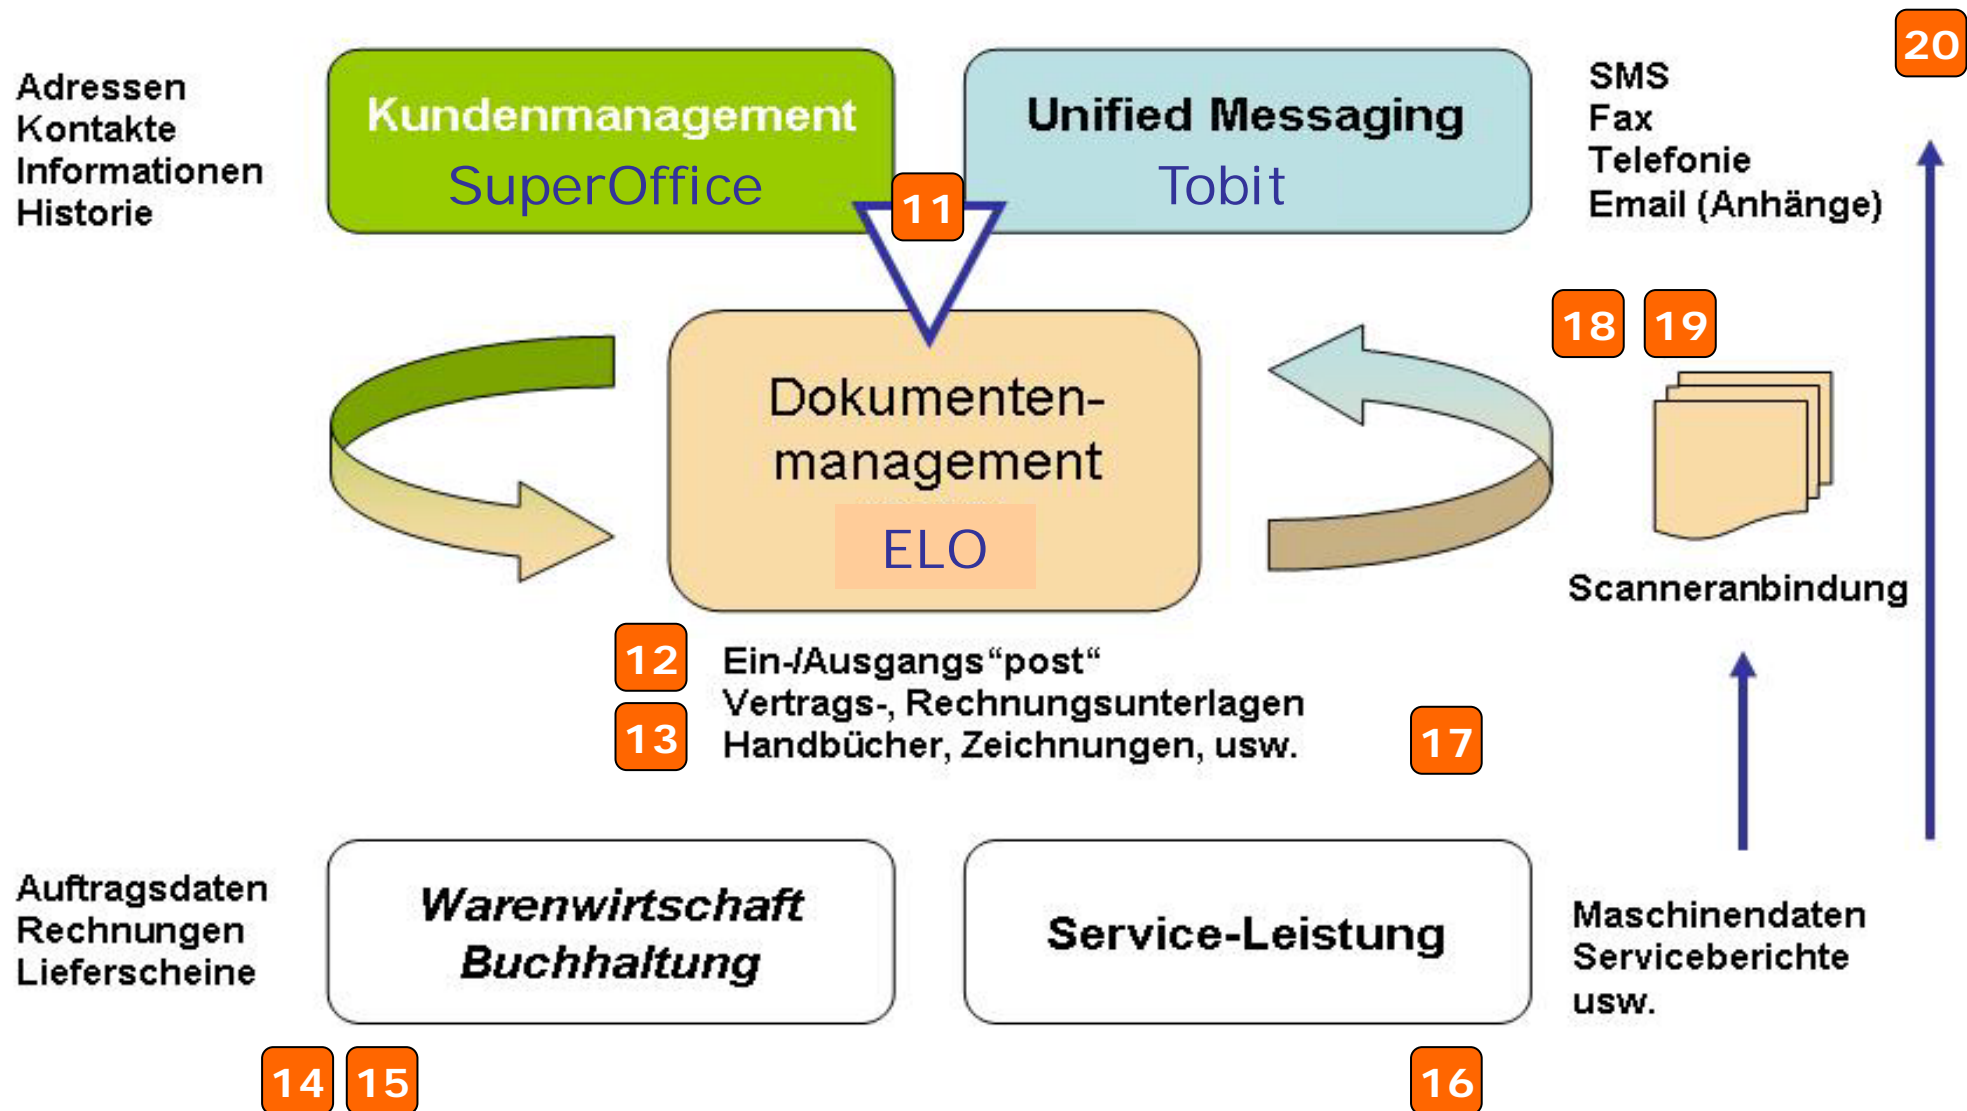 20
Adressen
Kontakte
Informationen
Historie
Kundenmanagement
SuperOffice
11
Unified Messaging
Tobit
SMS
Fax
Telefonie
Email (Anhänge)
18 19
Dokumenten-
management
ELO
Scanneranbindung
12
13
Ein-/Ausgangs“post“
Vertrags-, Rechnungsunterlagen
Handbücher, Zeichnungen, usw.
17
Auftragsdaten
Rechnungen
Lieferscheine
Warenwirtschaft
Buchhaltung
Service-Leistung
Maschinendaten
Serviceberichte
usw.
14 15
16